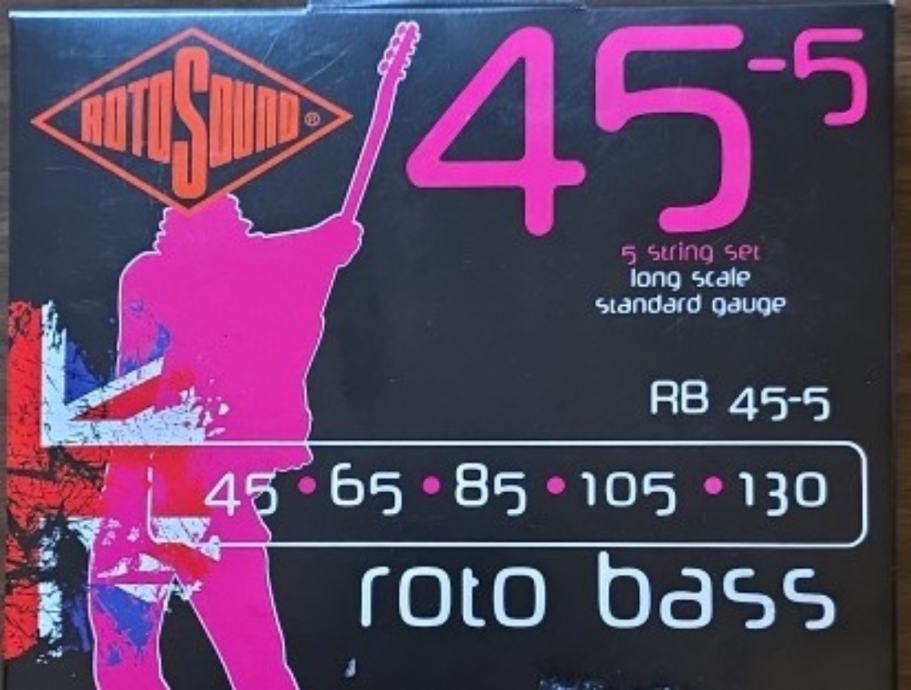 ROTOSOUND®
45-5
5 string set
long scale
standard gauge
RB 45-5
45 • 65 • 85 • 105 • 130
roto bass